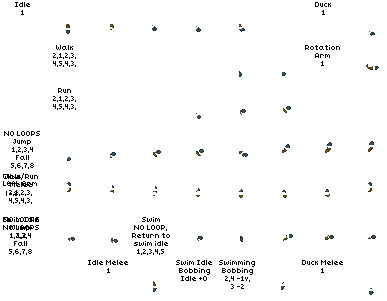 Idle
1
Duck
1
Walk
2,1,2,3,
4,5,4,3,
Rotation
Arm
1
Run
2,1,2,3,
4,5,4,3,
NO LOOPS
Jump
1,2,3,4
Fall
5,6,7,8
Walk/Run
2,1,2,3,
4,5,4,3,
Swim
NO LOOP,
Return to
swim idle
1,2,3,4,5
NO LOOPS
Fall
5,6,7,8
Idle Melee
1
Swim Idle
Bobbing
Idle +0
Swimming
Bobbing
2,4 -1v,
3 -2
Duck Melee
1